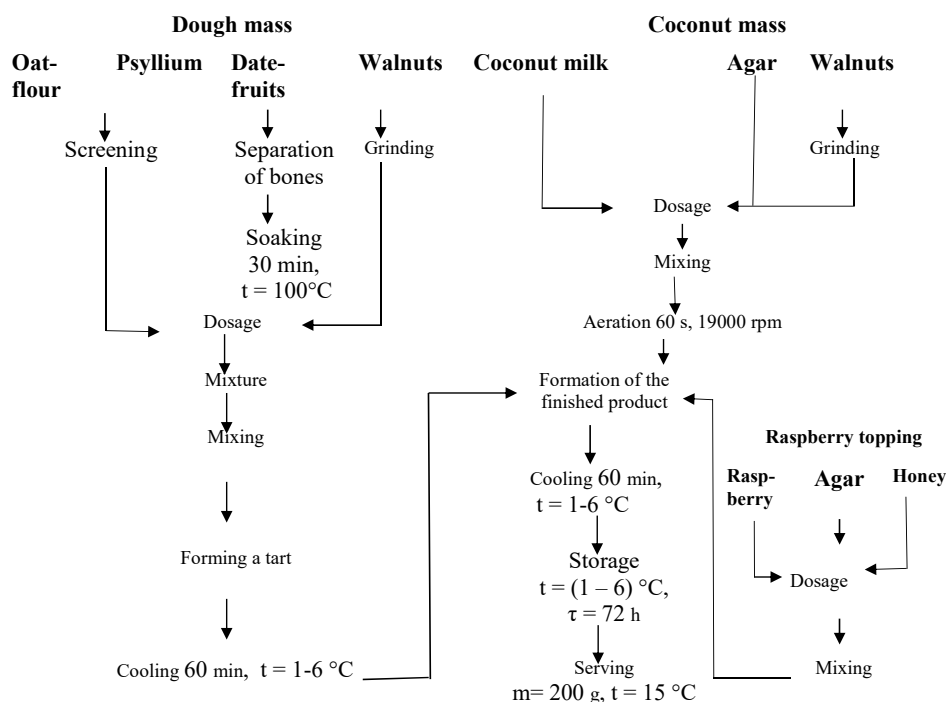 Dough mass
Oat-
flour
Psyllium
Date-
fruits
Walnuts
Screening
Separation
of bones
Grinding
Soaking
30 min,
t = 100°C
Dosage
Mixture
Mixing
Forming a tart
Cooling 60 min, t = 1-6 °C
Coconut mass
Coconut milk
Agar
Walnuts
Grinding
Dosage
Mixing
Aeration 60 s, 19000 rpm
Formation of the
finished product
Cooling 60 min,
t = 1-6 °C
Storage
t = (1 – 6) °C,
τ = 72 h
Serving
m= 200 g, t = 15 °C
Raspberry topping
Rasp-
berry
Agar
Honey
Dosage
Mixing